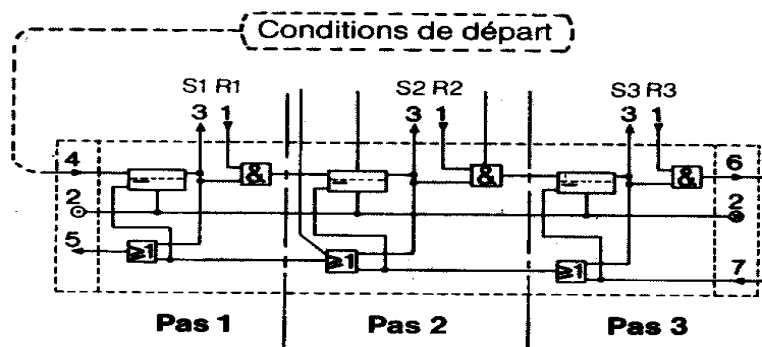 Conditions de départ
S1 R1 S2 R2 S3 R3
3 1 3 1 3 1
4 & & & 6
2 2
5 ≥1 ≥1 ≥1 7
Pas 1 Pas 2 Pas 3